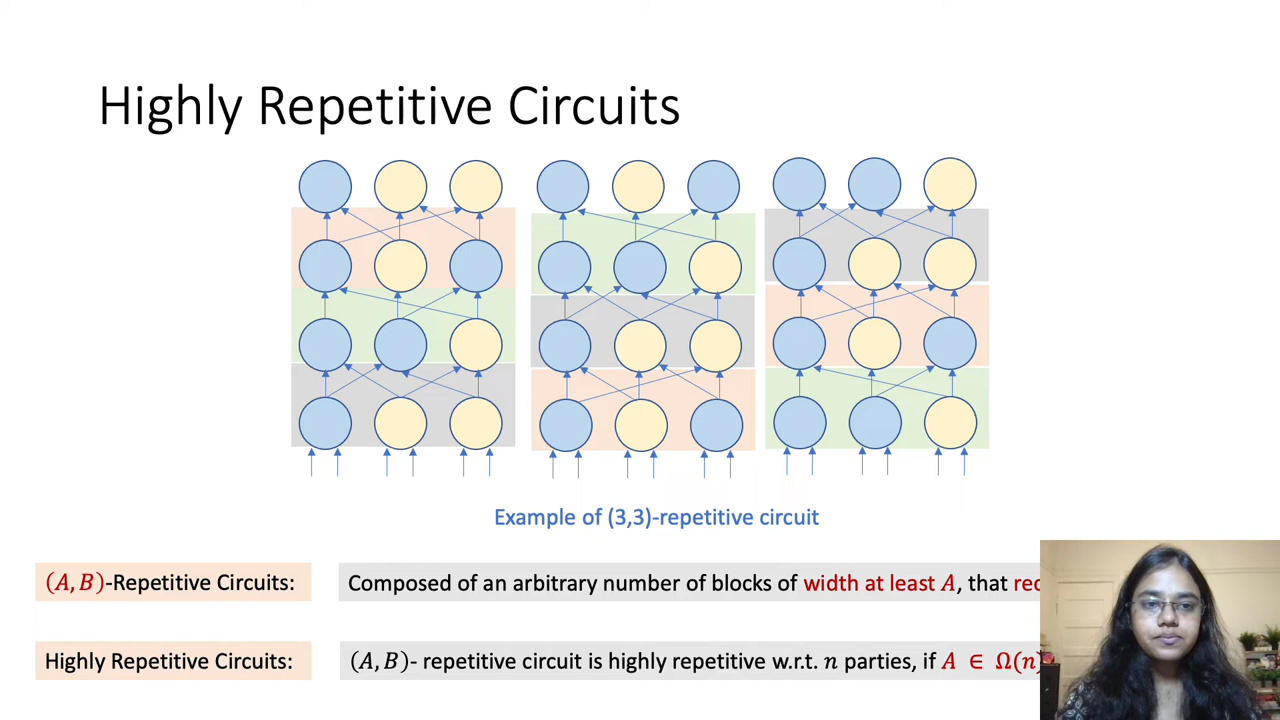 Highly Repetitive Circuits
Example of (3,3)-repetitive circuit
(A, B)-Repetitive Circuits:
Composed of an arbitrary number of blocks of width at least A, that
Highly Repetitive Circuits:
(A, B)- repetitive circuit is highly repetitive w.r.t. n parties, if A ∈ Ω(n)